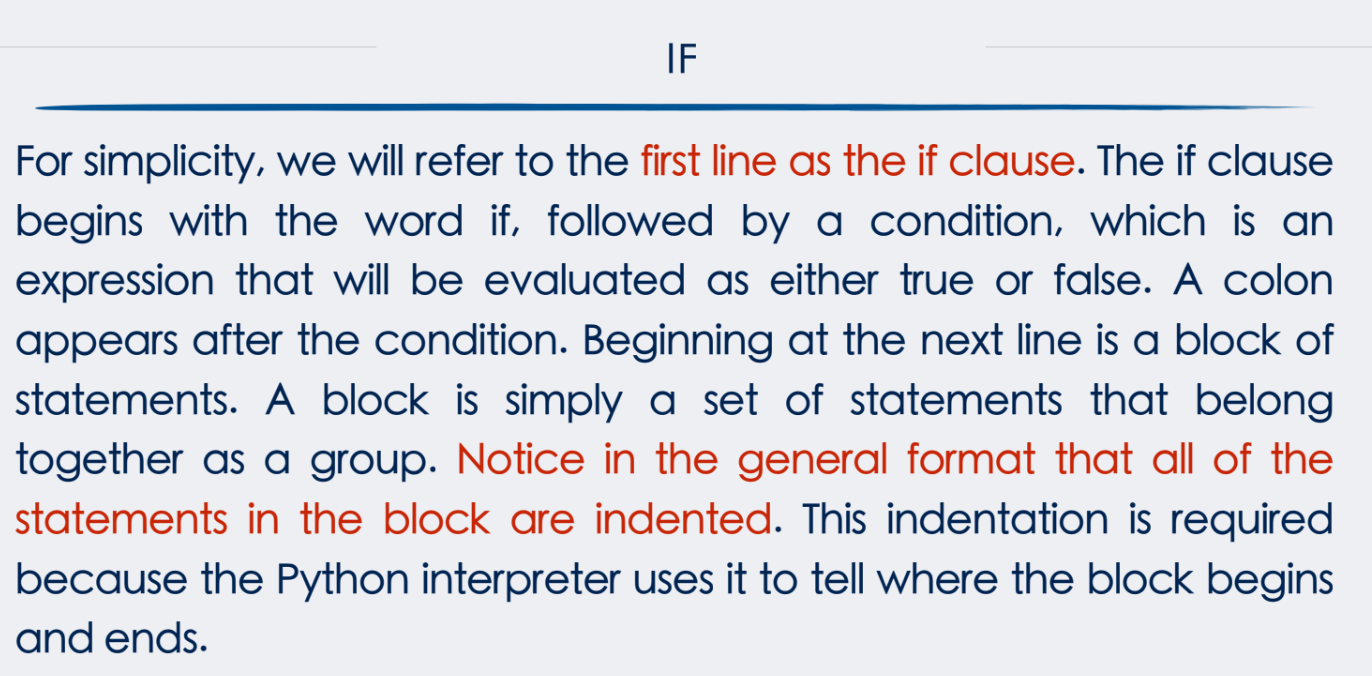 IF
For simplicity, we will refer to the first line as the if clause. The if clause
begins with the word if, followed by a condition, which is an
expression that will be evaluated as either true or false. A colon
appears after the condition. Beginning at the next line is a block of
statements. A block is simply a set of statements that belong
together as a group. Notice in the general format that all of the
statements in the block are indented. This indentation is required
because the Python interpreter uses it to tell where the block begins
and ends.